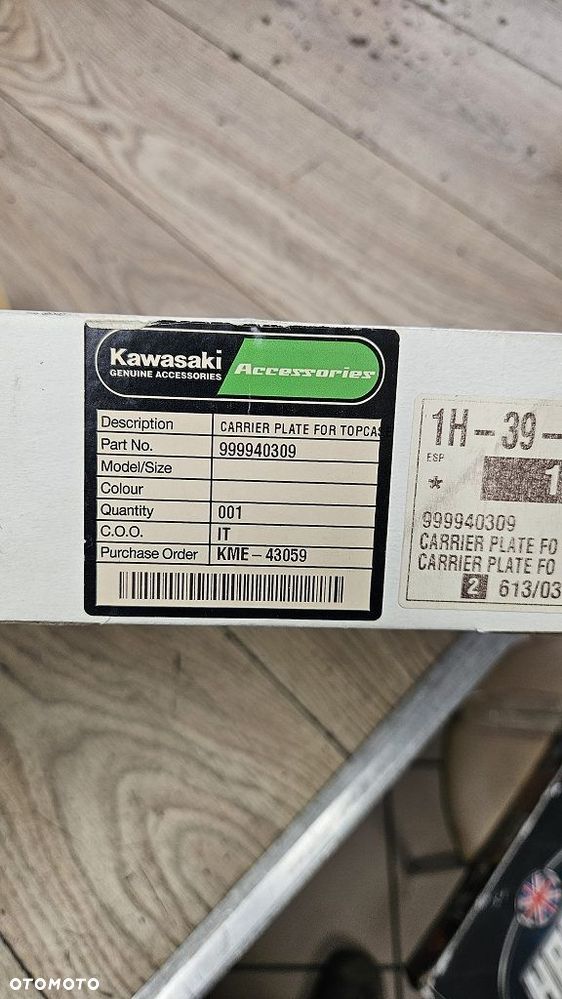 Kawasaki
GENUINE ACCESSORIES
Accessories
Description CARRIER PLATE FOR TOPCAS
Part No. 999940309
Model/Size
Colour
Quantity 001
C.O.O. IT
Purchase Order KME-43059
1H-39-
ESP
* 1
999940309
CARRIER PLATE FO
CARRIER PLATE FO
2 613/03
OTOMOTO